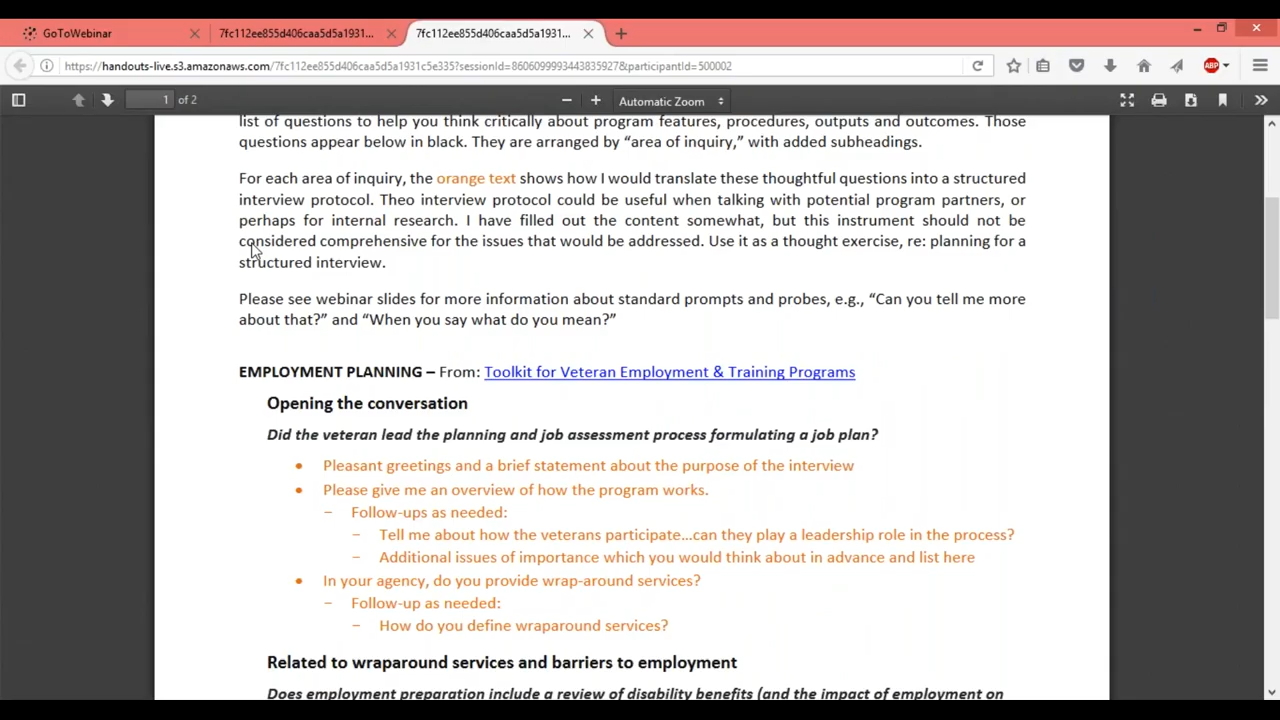 GoToWebinar
7fc112ee855d406caa5d5a1931...
7fc112ee855d406caa5d5a1931...
https://handouts-live.s3.amazonaws.com/7fc112ee855d406caa5d5a1931c5e335?sessionId=8606099993443835927&participantId=500002
ABP
1 of 2
Automatic Zoom
list of questions to help you think critically about program features, procedures, outputs and outcomes. Those
questions appear below in black. They are arranged by “area of inquiry,” with added subheadings.
For each area of inquiry, the orange text shows how I would translate these thoughtful questions into a structured
interview protocol. Theo interview protocol could be useful when talking with potential program partners, or
perhaps for internal research. I have filled out the content somewhat, but this instrument should not be
considered comprehensive for the issues that would be addressed. Use it as a thought exercise, re: planning for a
structured interview.
Please see webinar slides for more information about standard prompts and probes, e.g., “Can you tell me more
about that?” and “When you say what do you mean?”
EMPLOYMENT PLANNING – From: Toolkit for Veteran Employment & Training Programs
Opening the conversation
Did the veteran lead the planning and job assessment process formulating a job plan?
• Pleasant greetings and a brief statement about the purpose of the interview
• Please give me an overview of how the program works.
− Follow-ups as needed:
− Tell me about how the veterans participate...can they play a leadership role in the process?
− Additional issues of importance which you would think about in advance and list here
• In your agency, do you provide wrap-around services?
− Follow-up as needed:
− How do you define wraparound services?
Related to wraparound services and barriers to employment
Does employment preparation include a review of disability benefits (and the impact of employment on